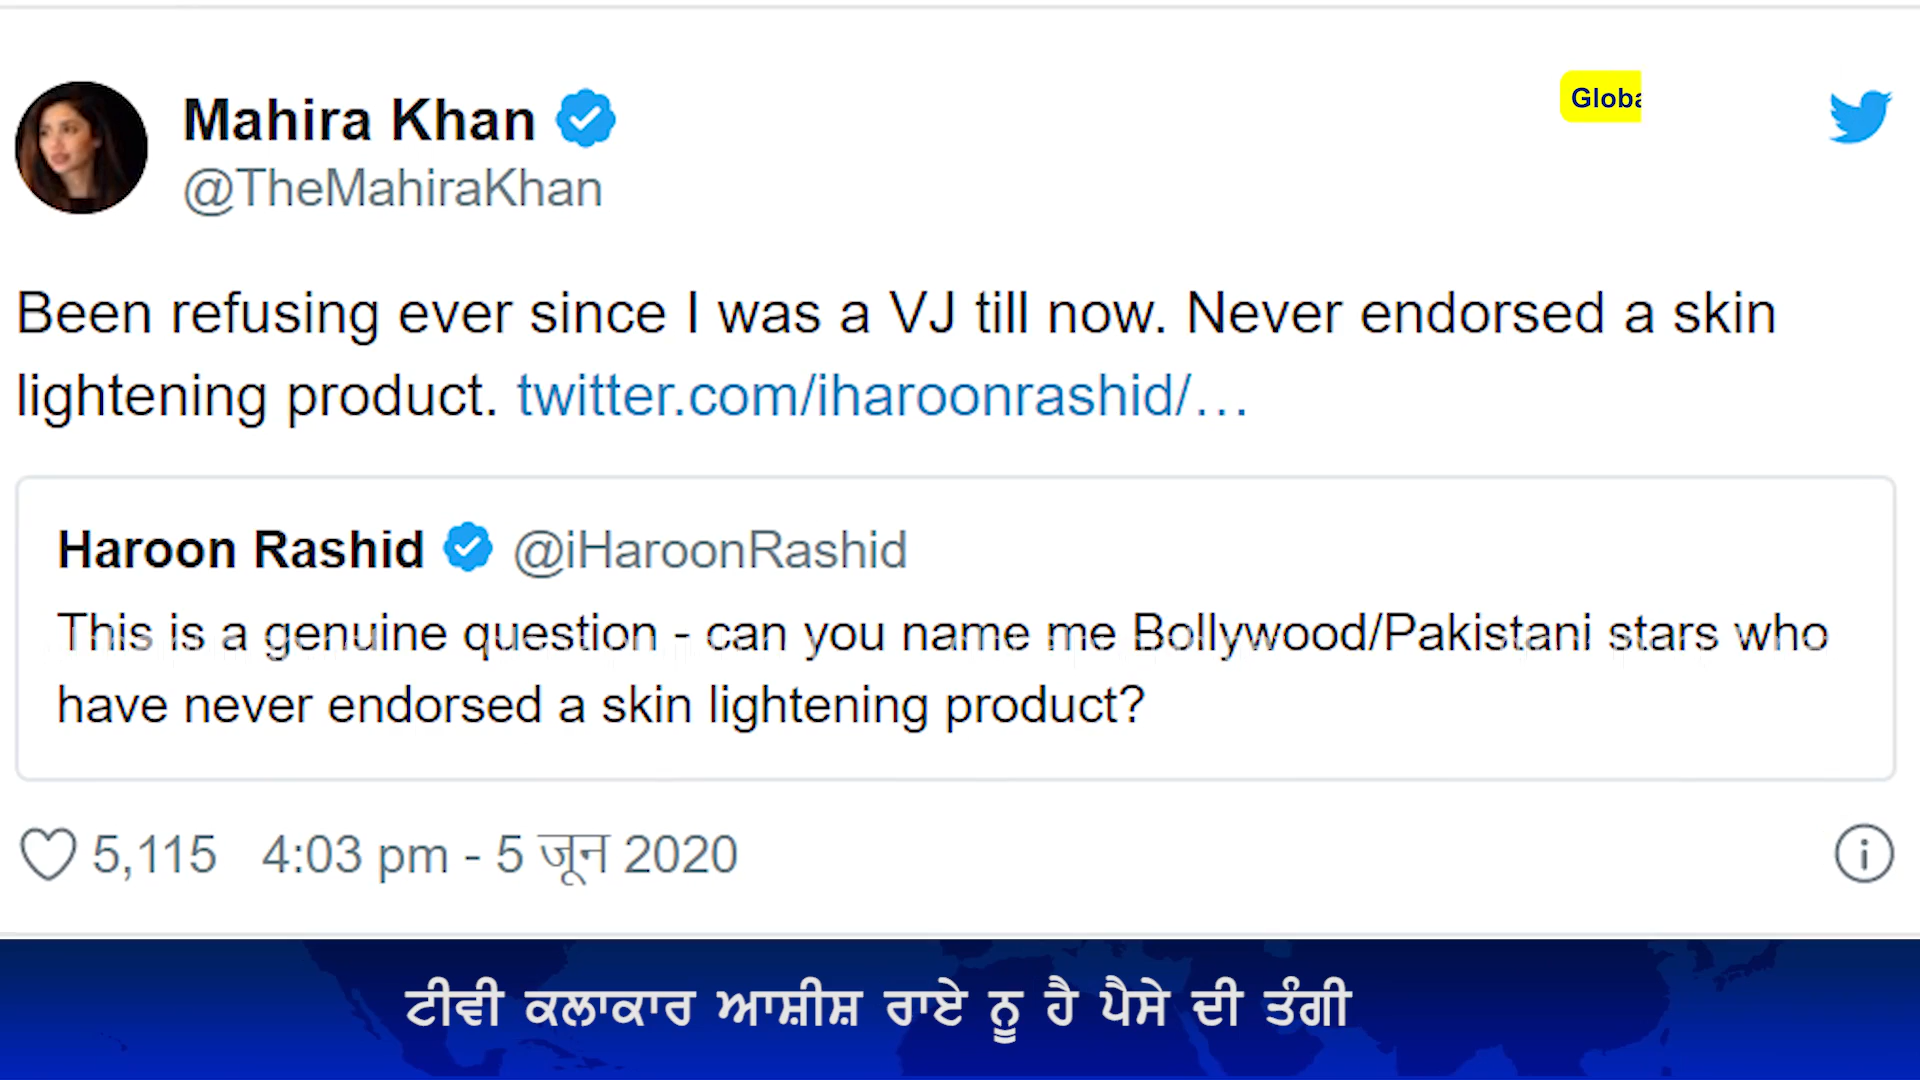 Mahira Khan
Globa
@TheMahiraKhan
Been refusing ever since I was a VJ till now. Never endorsed a skin
lightening product. twitter.com/iharoonrashid/…
Haroon Rashid @iHaroonRashid
This is a genuine question - can you name me Bollywood/Pakistani stars who
have never endorsed a skin lightening product?
5,115 4:03 pm - 5 जून 2020
ਟੀਵੀ ਕਲਾਕਾਰ ਆਸ਼ੀਸ਼ ਰਾਏ ਨੂ ਹੈ ਪੈਸੇ ਦੀ ਤੰਗੀ